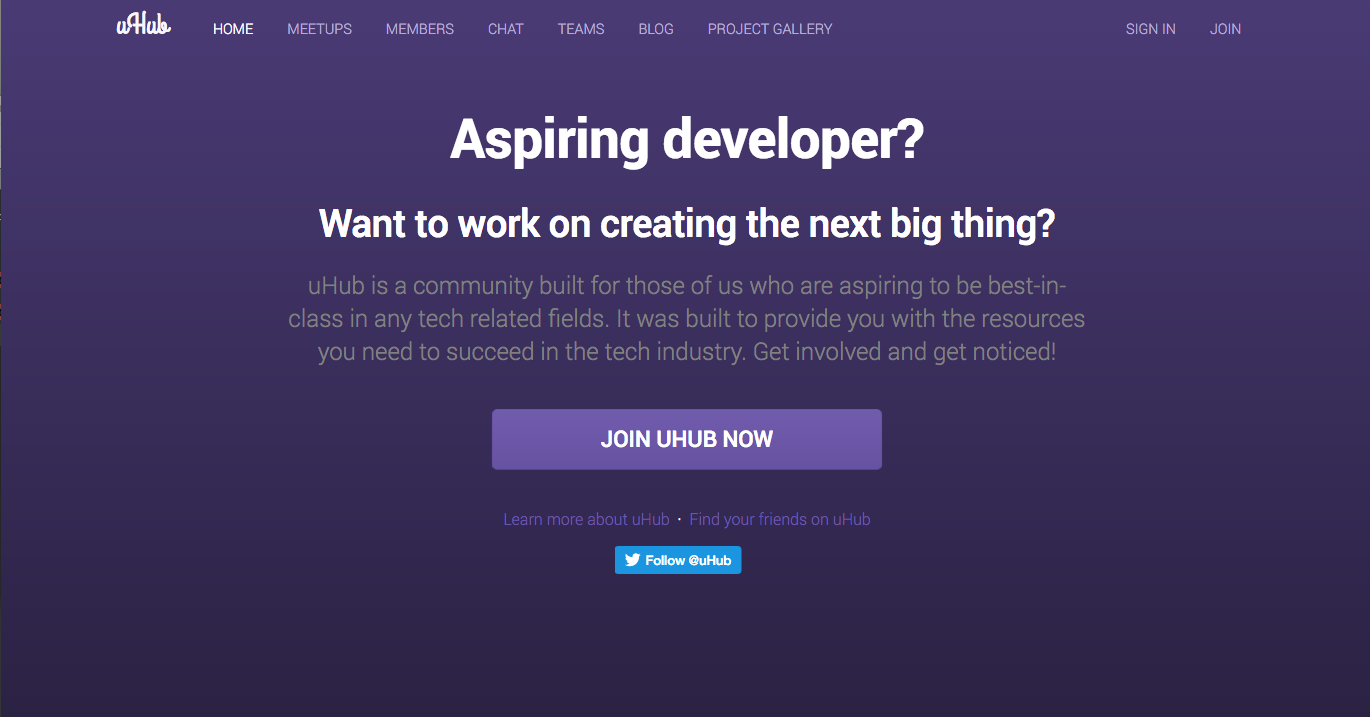 uHub HOME MEETUPS MEMBERS CHAT TEAMS BLOG PROJECT GALLERY SIGN IN JOIN
Aspiring developer?
Want to work on creating the next big thing?
uHub is a community built for those of us who are aspiring to be best-in-
class in any tech related fields. It was built to provide you with the resources
you need to succeed in the tech industry. Get involved and get noticed!
JOIN UHUB NOW
Learn more about uHub · Find your friends on uHub
Follow @uHub